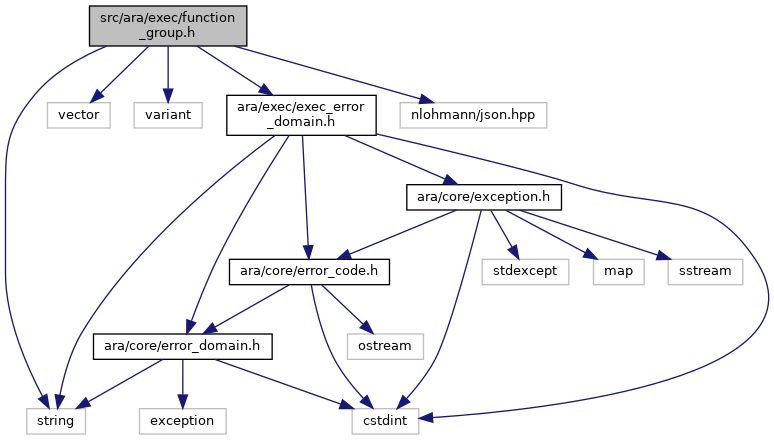 src/ara/exec/function
_group.h
vector
variant
ara/exec/exec_error
_domain.h
nlohmann/json.hpp
ara/core/exception.h
ara/core/error_code.h
stdexcept
map
sstream
ara/core/error_domain.h
ostream
string
exception
cstdint